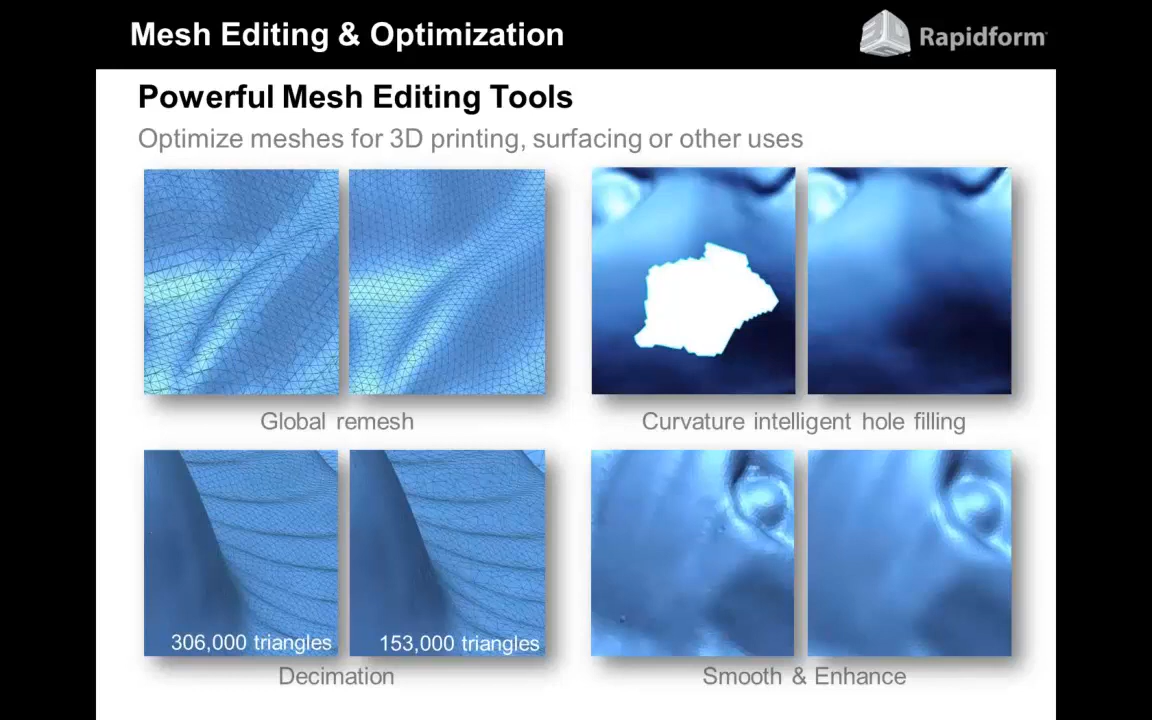 Mesh Editing & Optimization
Rapidform
Powerful Mesh Editing Tools
Optimize meshes for 3D printing, surfacing or other uses
Global remesh
Curvature intelligent hole filling
306,000 triangles
153,000 triangles
Decimation
Smooth & Enhance